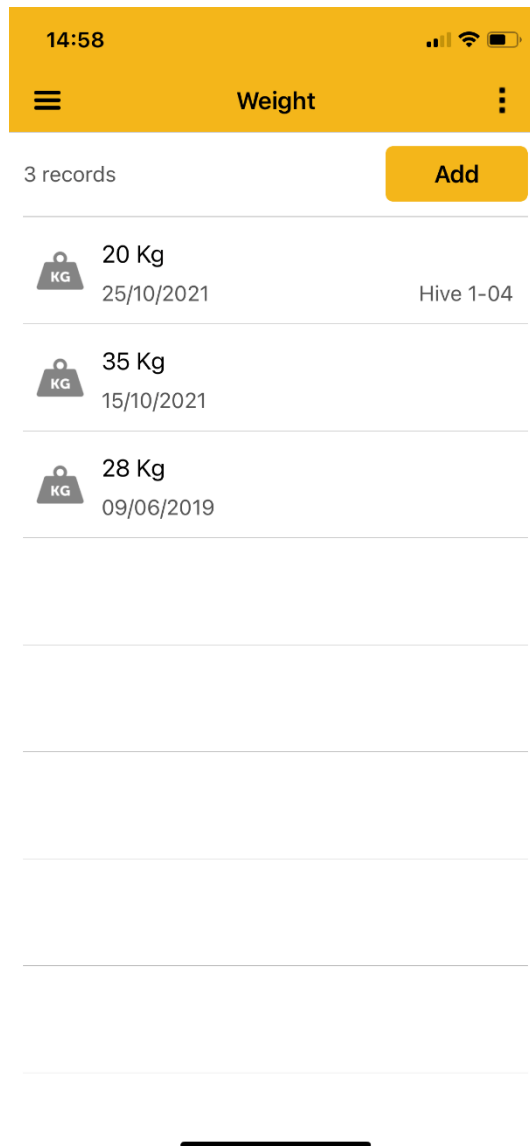 14:58
Weight
3 records
Add
KG
20 Kg
25/10/2021
Hive 1-04
KG
35 Kg
15/10/2021
KG
28 Kg
09/06/2019